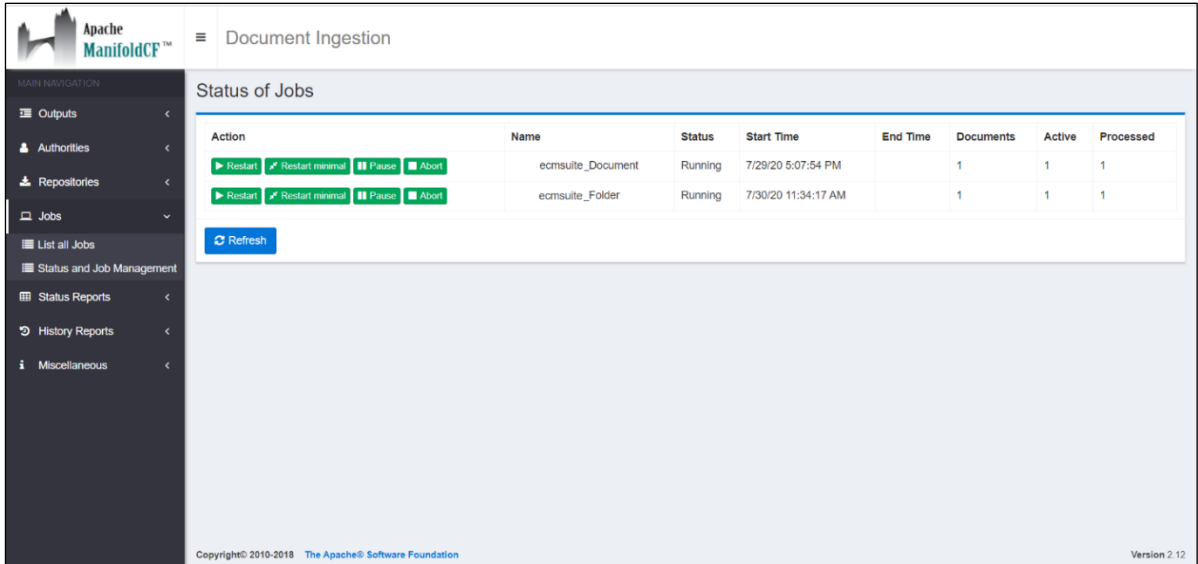 Apache
ManifoldCF™
Document Ingestion
MAIN NAVIGATION
Outputs
Authorities
Repositories
Jobs
List all Jobs
Status and Job Management
Status Reports
History Reports
Miscellaneous
Status of Jobs
Action Name Status Start Time End Time Documents Active Processed
Restart Restart minimal Pause Abort ecmsuite_Document Running 7/29/20 5:07:54 PM 1 1 1
Restart Restart minimal Pause Abort ecmsuite_Folder Running 7/30/20 11:34:17 AM 1 1 1
Refresh
Copyright© 2010-2018 The Apache® Software Foundation Version 2.12